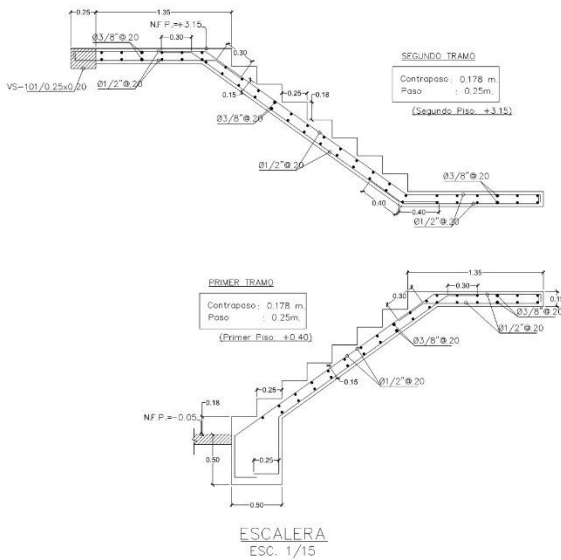 0.25
1.35
N.F.P.=+3.15
Ø3/8"@.20
0.30
0.30
VS-101/0.25x0.20
Ø1/2"@.20
0.15
0.25
0.18
Ø3/8"@.20
Ø1/2"@.20
0.40
0.40
Ø3/8"@.20
Ø1/2"@.20
SEGUNDO TRAMO
Contrapaso: 0.178 m.
Paso : 0.25m.
(Segundo Piso: +3.15)
PRIMER TRAMO
Contrapaso: 0.178 m.
Paso : 0.25m.
(Primer Piso: +0.40)
1.35
0.30
0.30
0.15
Ø3/8"@.20
Ø1/2"@.20
Ø3/8"@.20
Ø1/2"@.20
0.15
0.25
0.18
N.F.P.=-0.05
0.50
0.25
0.50
ESCALERA
ESC. 1/15